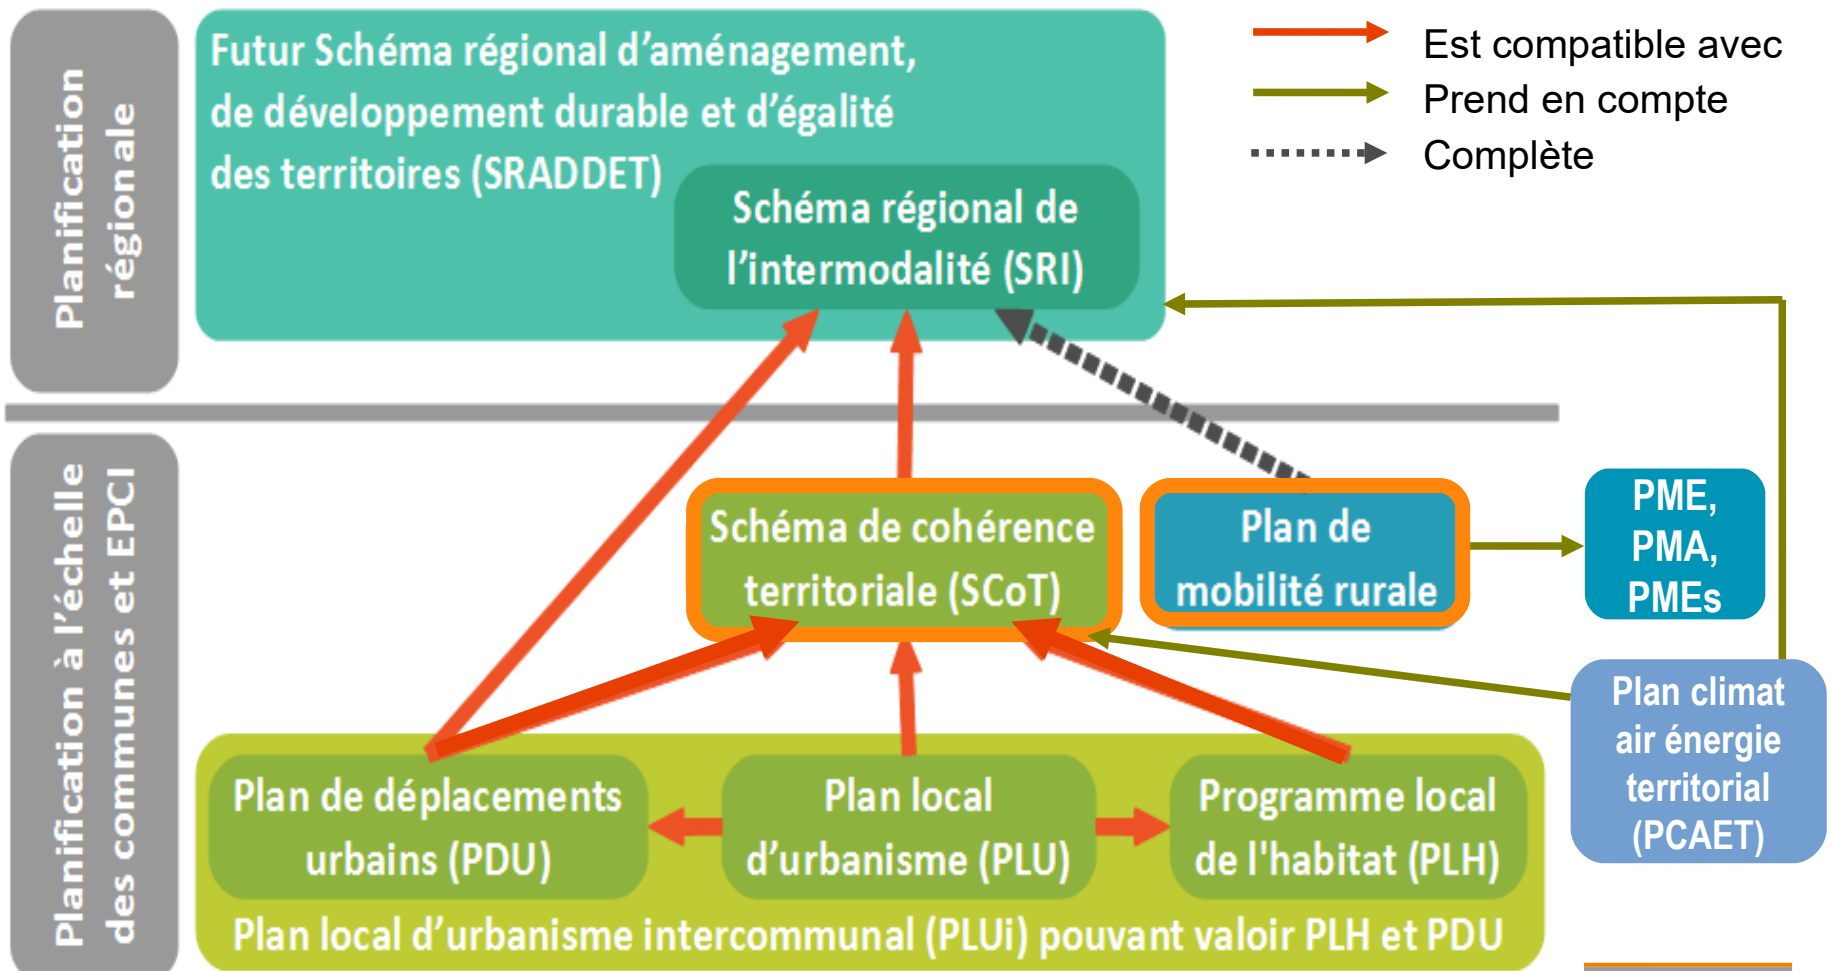 Planification
régionale
Futur Schéma régional d’aménagement,
de développement durable et d’égalité
des territoires (SRADDET)
Schéma régional de
l’intermodalité (SRI)
Est compatible avec
Prend en compte
Complète
Planification à l’échelle
des communes et EPCI
Schéma de cohérence
territoriale (SCoT)
Plan de
mobilité rurale
PME,
PMA,
PMEs
Plan climat
air énergie
territorial
(PCAET)
Plan de déplacements
urbains (PDU)
Plan local
d’urbanisme (PLU)
Programme local
de l'habitat (PLH)
Plan local d’urbanisme intercommunal (PLUi) pouvant valoir PLH et PDU